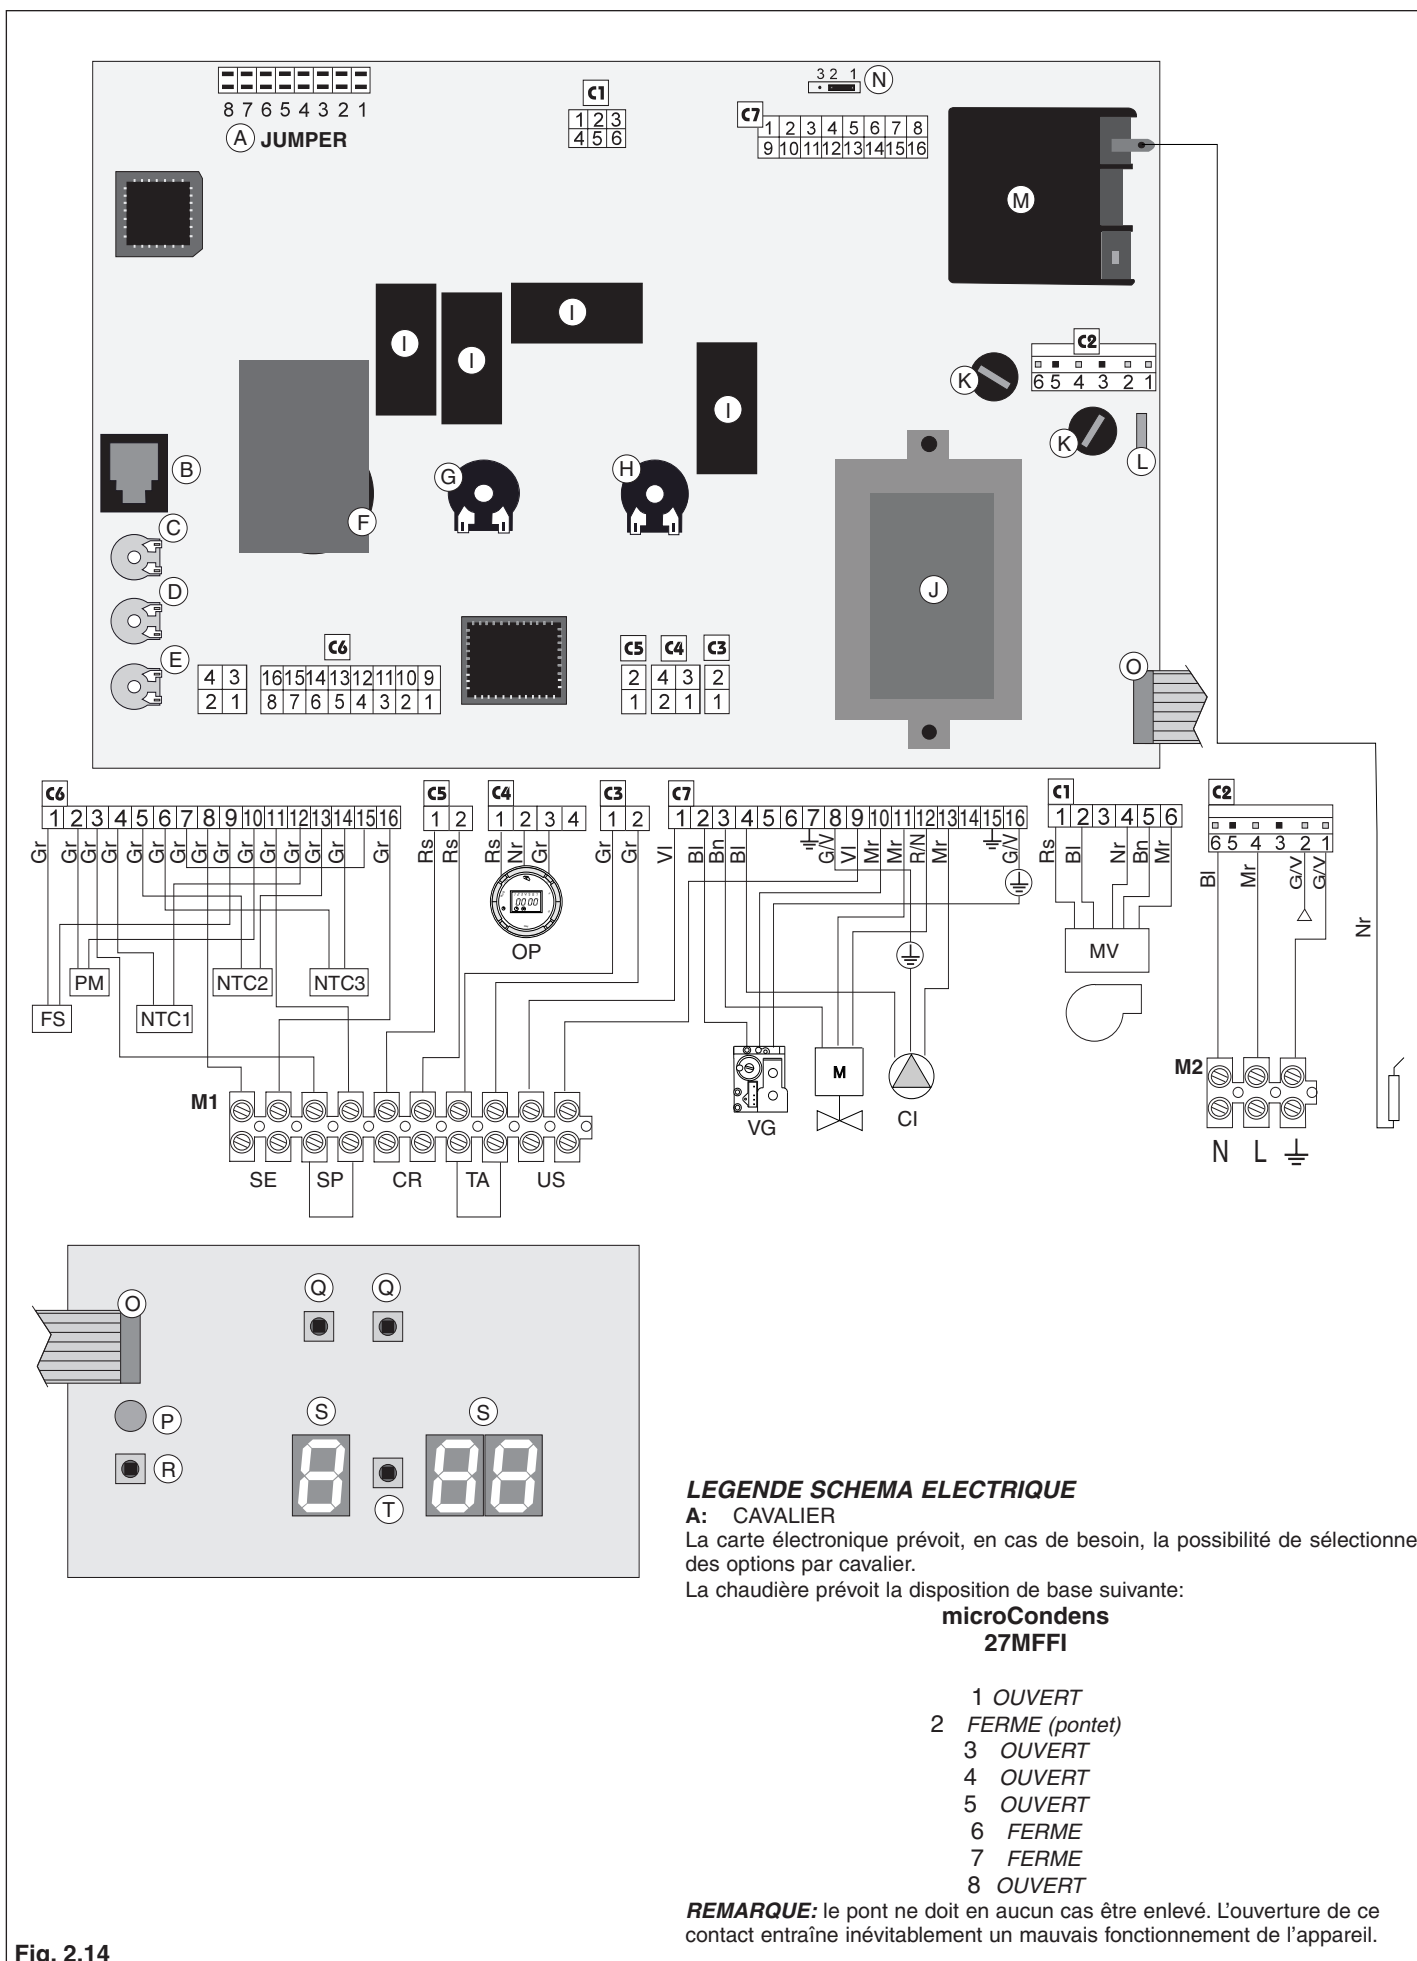 3 2 1 N
8 7 6 5 4 3 2 1
A JUMPER
C1
1 2 3
4 5 6
C7
1 2 3 4 5 6 7 8
9 10 11 12 13 14 15 16
M
I
I
I
I
K
C2
6 5 4 3 2 1
K
L
B
G
H
F
C
D
E
J
C6
4 3
2 1
16 15 14 13 12 11 10 9
8 7 6 5 4 3 2 1
C5 C4 C3
2 4 3 2
1 2 1 1
O
C6
1 2 3 4 5 6 7 8 9 10 11 12 13 14 15 16
Gr Gr Gr Gr Gr Gr Gr Gr Gr Gr Gr Gr Gr Gr Gr Gr
C5
1 2
Rs Rs
C4
1 2 3 4
Rs Nr Gr
C3
1 2
Gr Gr
C7
1 2 3 4 5 6 7 8 9 10 11 12 13 14 15 16
VI Bl Bn Bl G/V VI Mr Mr R/N Mr G/V
C1
1 2 3 4 5 6
Rs Bl Nr Bn Mr
C2
6 5 4 3 2 1
Bl Mr G/V G/V
Nr
OP
MV
PM
NTC2
NTC3
FS
NTC1
M1
VG
M
CI
M2
N L
SE SP CR TA US
O
Q Q
P
R
S
S
T
LEGENDE SCHEMA ELECTRIQUE
A: CAVALIER
La carte électronique prévoit, en cas de besoin, la possibilité de sélectionne
des options par cavalier.
La chaudière prévoit la disposition de base suivante:
microCondens
27MFFI
1 OUVERT
2 FERME (pontet)
3 OUVERT
4 OUVERT
5 OUVERT
6 FERME
7 FERME
8 OUVERT
REMARQUE: le pont ne doit en aucun cas être enlevé. L'ouverture de ce
contact entraîne inévitablement un mauvais fonctionnement de l'appareil.
Fig. 2.14